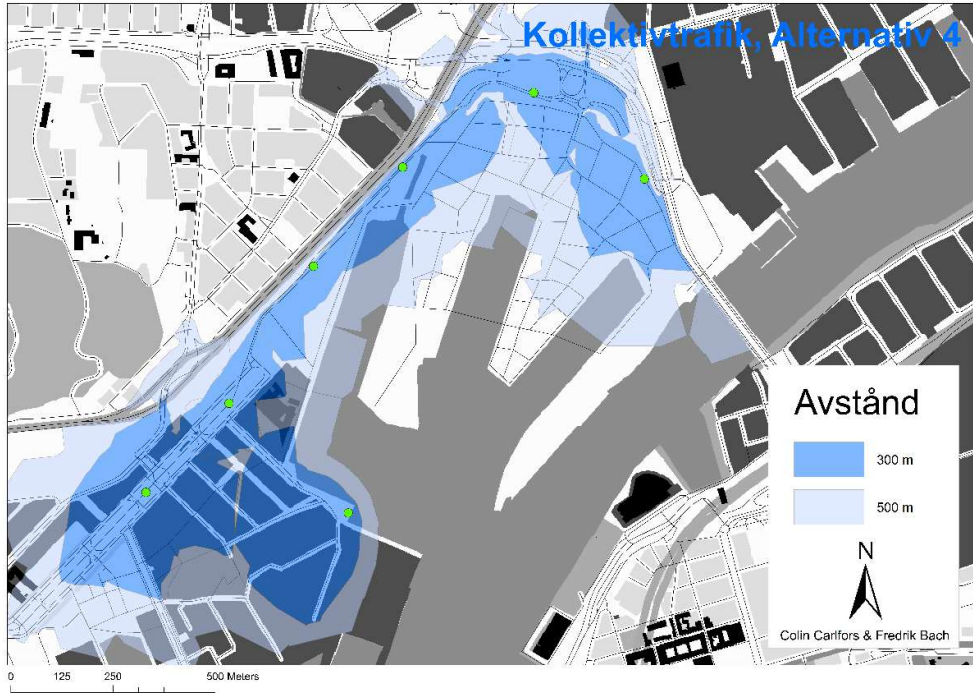 Kollektivtrafik, Alternativ 4
Avstånd
300 m
500 m
N
Colin Carlfors & Fredrik Bach
0 125 250 500 Meters